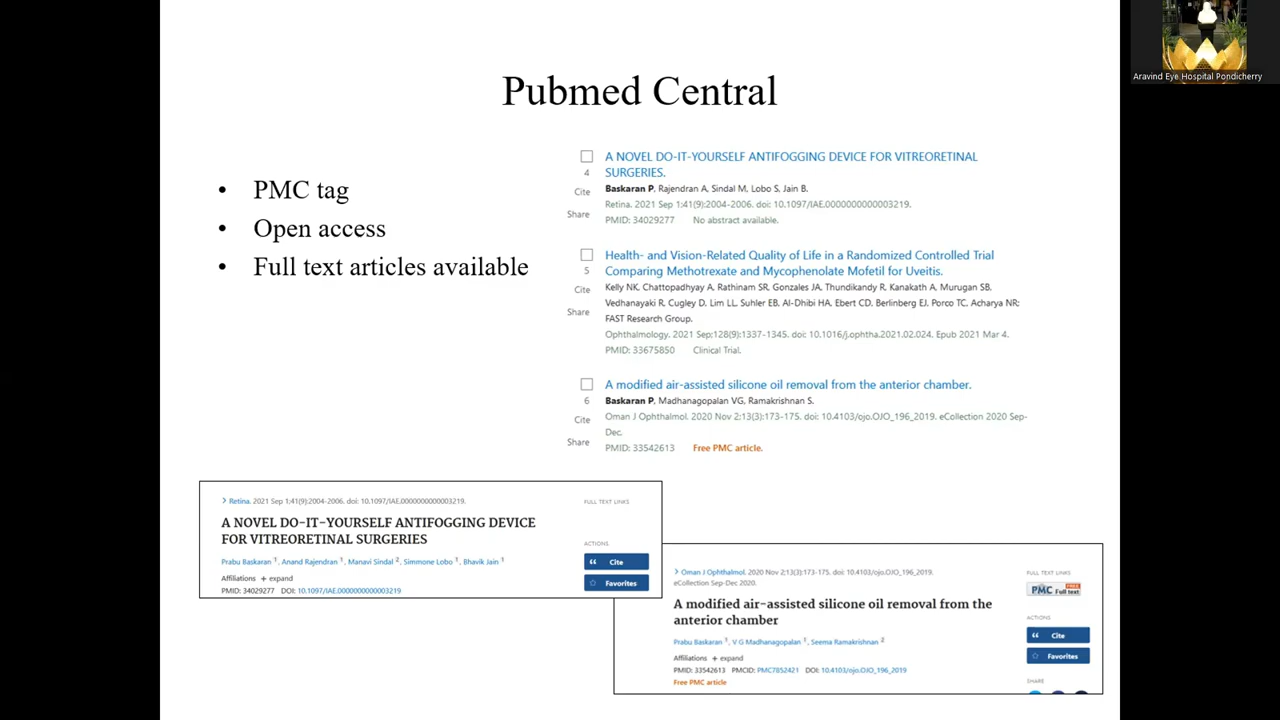 Pubmed Central
• PMC tag
• Open access
• Full text articles available
A NOVEL DO-IT-YOURSELF ANTIFOGGING DEVICE FOR VITREORETINAL
SURGERIES.
4
Cite
Share
Baskaran P, Rajendran A, Sindal M, Lobo S, Jain B.
Retina. 2021 Sep 1;41(9):2004-2006. doi: 10.1097/IAE.0000000000003219.
PMID: 34029277 No abstract available.
Health- and Vision-Related Quality of Life in a Randomized Controlled Trial
Comparing Methotrexate and Mycophenolate Mofetil for Uveitis.
5
Cite
Share
Kelly NK, Chattopadhyay A, Rathinam SR, Gonzales JA, Thundikandy R, Kanakath A, Murugan SB,
Vedhanayaki R, Cugley D, Lim LL, Suhler EB, Al-Dhibi HA, Ebert CD, Berlinberg EJ, Porco TC, Acharya NR;
FAST Research Group.
Ophthalmology. 2021 Sep;128(9):1337-1345. doi: 10.1016/j.ophtha.2021.02.024. Epub 2021 Mar 4.
PMID: 33675850 Clinical Trial.
A modified air-assisted silicone oil removal from the anterior chamber.
6
Cite
Share
Baskaran P, Madhanagopalan VG, Ramakrishnan S.
Oman J Ophthalmol. 2020 Nov 2;13(3):173-175. doi: 10.4103/ojo.OJO_196_2019. eCollection 2020 Sep-
Dec.
PMID: 33542613 Free PMC article.
> Retina. 2021 Sep 1;41(9):2004-2006. doi: 10.1097/IAE.0000000000003219.
A NOVEL DO-IT-YOURSELF ANTIFOGGING DEVICE
FOR VITREORETINAL SURGERIES
Prabu Baskaran 1, Anand Rajendran 1, Manavi Sindal 2, Simmone Lobo 1, Bhavik Jain 1
Affiliations + expand
PMID: 34029277 DOI: 10.1097/IAE.0000000000003219
FULL TEXT LINKS
ACTIONS
Cite
Favorites
> Oman J Ophthalmol. 2020 Nov 2;13(3):173-175. doi: 10.4103/ojo.OJO_196_2019.
eCollection Sep-Dec 2020.
A modified air-assisted silicone oil removal from the
anterior chamber
Prabu Baskaran 1, V G Madhanagopalan 1, Seema Ramakrishnan 2
Affiliations + expand
PMID: 33542613 PMCID: PMC7852421 DOI: 10.4103/ojo.OJO_196_2019
Free PMC article
FULL TEXT LINKS
PMC FREE Full text
ACTIONS
Cite
Favorites
SHARE
Aravind Eye Hospital Pondicherry